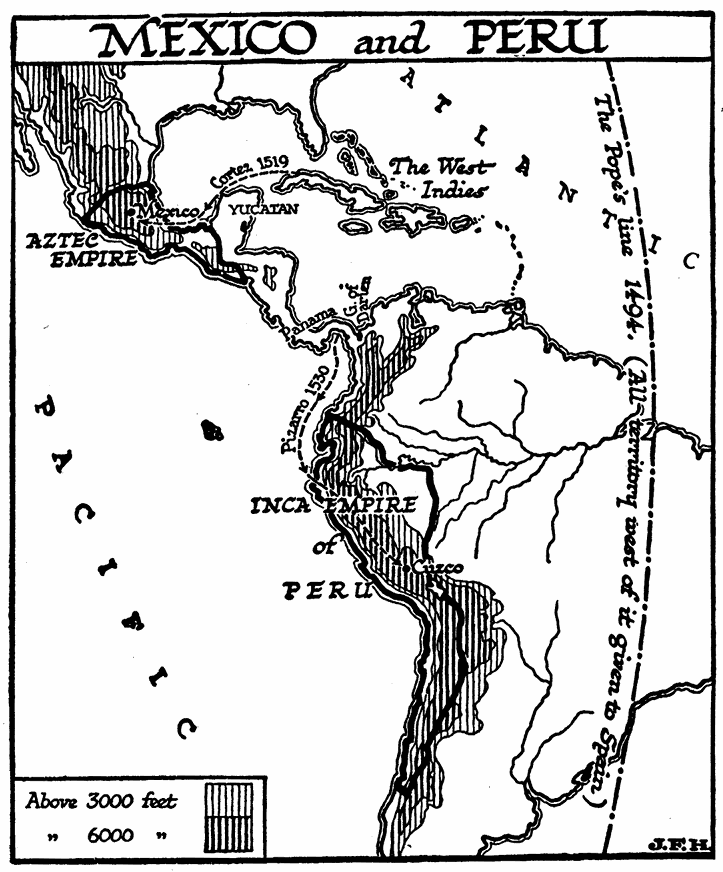 MEXICO and PERU
ATLANTIC
The Pope's line 1494. (All territory west of it given to Spain)
Cortez 1519
The West
Indies
Mexico
YUCATAN
AZTEC
EMPIRE
Panama
G. of
Darien
Pizarro 1530
PACIFIC
INCA EMPIRE
of
PERU
Cuzco
Above 3000 feet
" 6000 "
J.F.H.